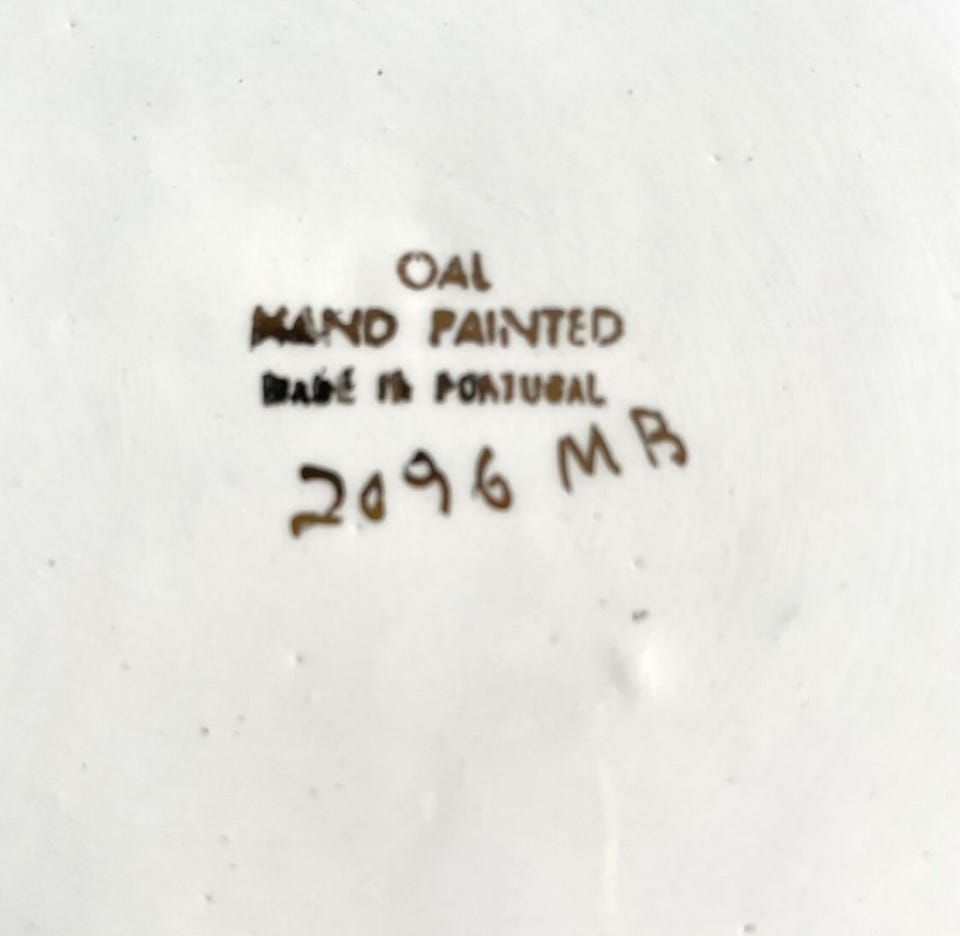 OAL
HAND PAINTED
MADE IN PORTUGAL
2096 MB